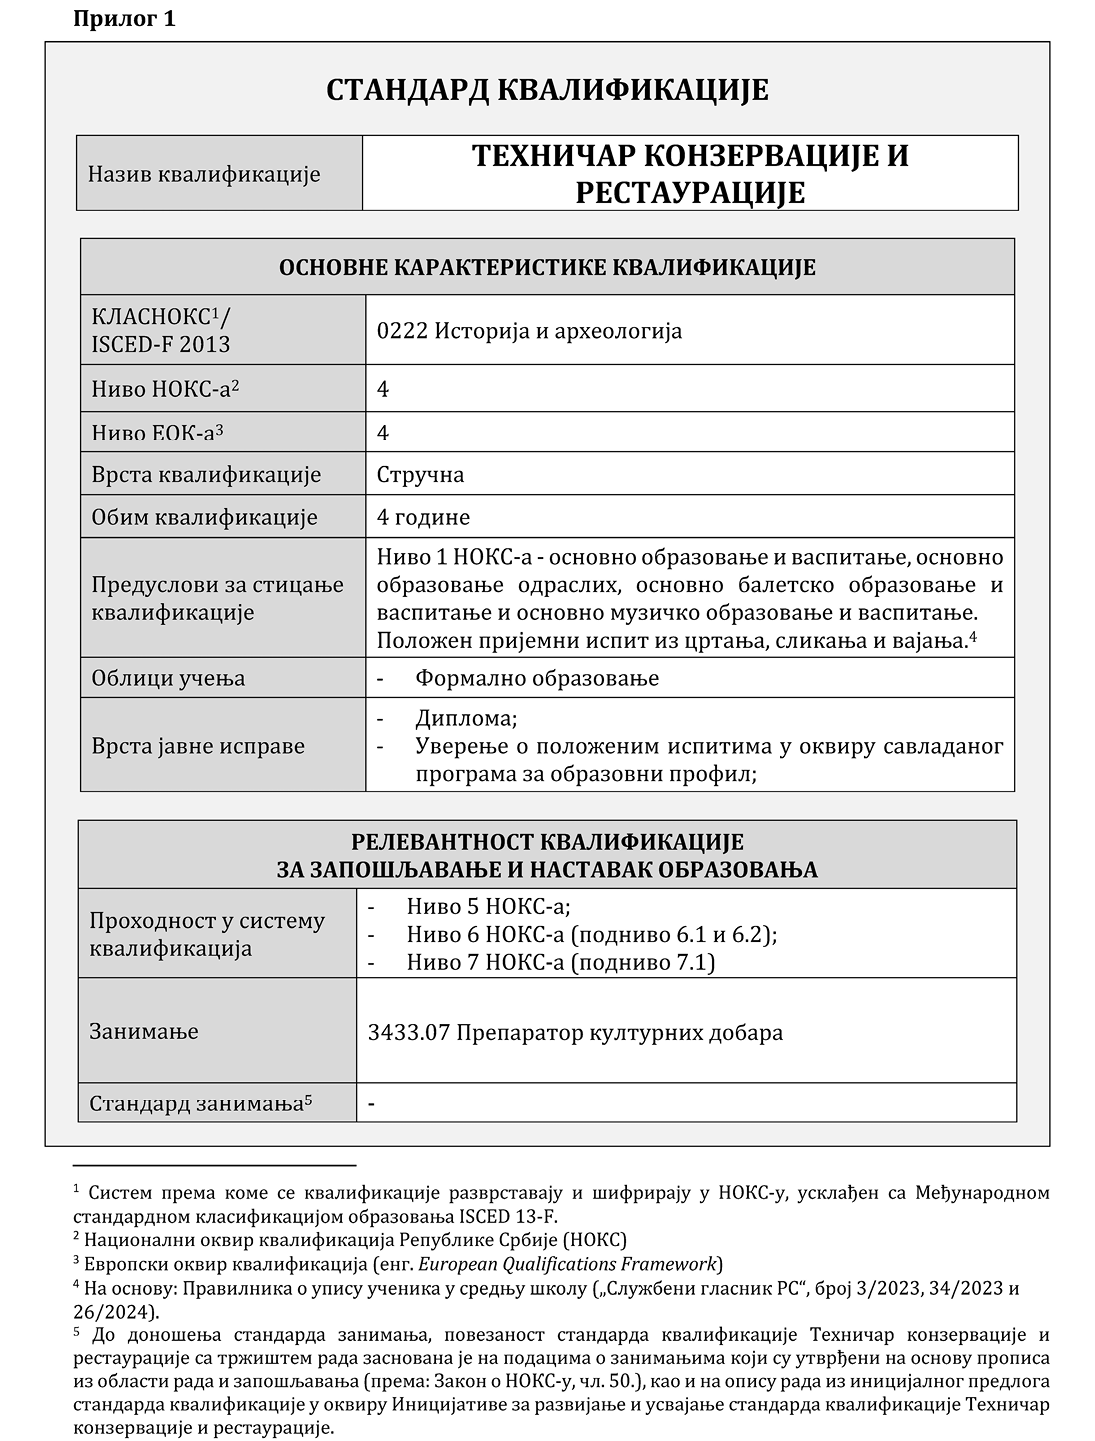 Прилог 1
СТАНДАРД КВАЛИФИКАЦИЈЕ
Назив квалификације
ТЕХНИЧАР КОНЗЕРВАЦИЈЕ И
РЕСТАУРАЦИЈЕ
ОСНОВНЕ КАРАКТЕРИСТИКЕ КВАЛИФИКАЦИЈЕ
КЛАСНОКС¹/
ISCED-F 2013
0222 Историја и археологија
Ниво НОКС-а²
4
Ниво ЕОК-а³
4
Врста квалификације
Стручна
Обим квалификације
4 године
Предуслови за стицање
квалификације
Ниво 1 НОКС-а - основно образовање и васпитање, основно
образовање одраслих, основно балетско образовање и
васпитање и основно музичко образовање и васпитање.
Положен пријемни испит из цртања, сликања и вајања.⁴
Облици учења
- Формално образовање
Врста јавне исправе
- Диплома;
- Уверење о положеним испитима у оквиру савладаног
програма за образовни профил;
РЕЛЕВАНТНОСТ КВАЛИФИКАЦИЈЕ
ЗА ЗАПОШЉАВАЊЕ И НАСТАВАК ОБРАЗОВАЊА
Проходност у систему
квалификација
- Ниво 5 НОКС-а;
- Ниво 6 НОКС-а (подниво 6.1 и 6.2);
- Ниво 7 НОКС-а (подниво 7.1)
Занимање
3433.07 Препаратор културних добара
Стандард занимања⁵
-
¹ Систем према коме се квалификације разврставају и шифрирају у НОКС-у, усклађен са Међународном
стандардном класификацијом образовања ISCED 13-F.
² Национални оквир квалификација Републике Србије (НОКС)
³ Европски оквир квалификација (енг. European Qualifications Framework)
⁴ На основу: Правилника о упису ученика у средњу школу („Службени гласник РС“, број 3/2023, 34/2023 и
26/2024).
⁵ До доношења стандарда занимања, повезаност стандарда квалификације Техничар конзервације и
рестаурације са тржиштем рада заснована је на подацима о занимањима који су утврђени на основу прописа
из области рада и запошљавања (према: Закон о НОКС-у, чл. 50.), као и на опису рада из иницијалног предлога
стандарда квалификације у оквиру Иницијативе за развијање и усвајање стандарда квалификације Техничар
конзервације и рестаурације.